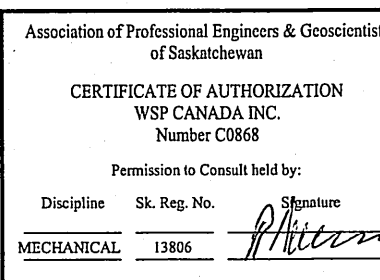 Association of Professional Engineers & Geoscientist
of Saskatchewan
CERTIFICATE OF AUTHORIZATION
WSP CANADA INC.
Number C0868
Permission to Consult held by:
Discipline Sk. Reg. No. Signature
MECHANICAL 13806